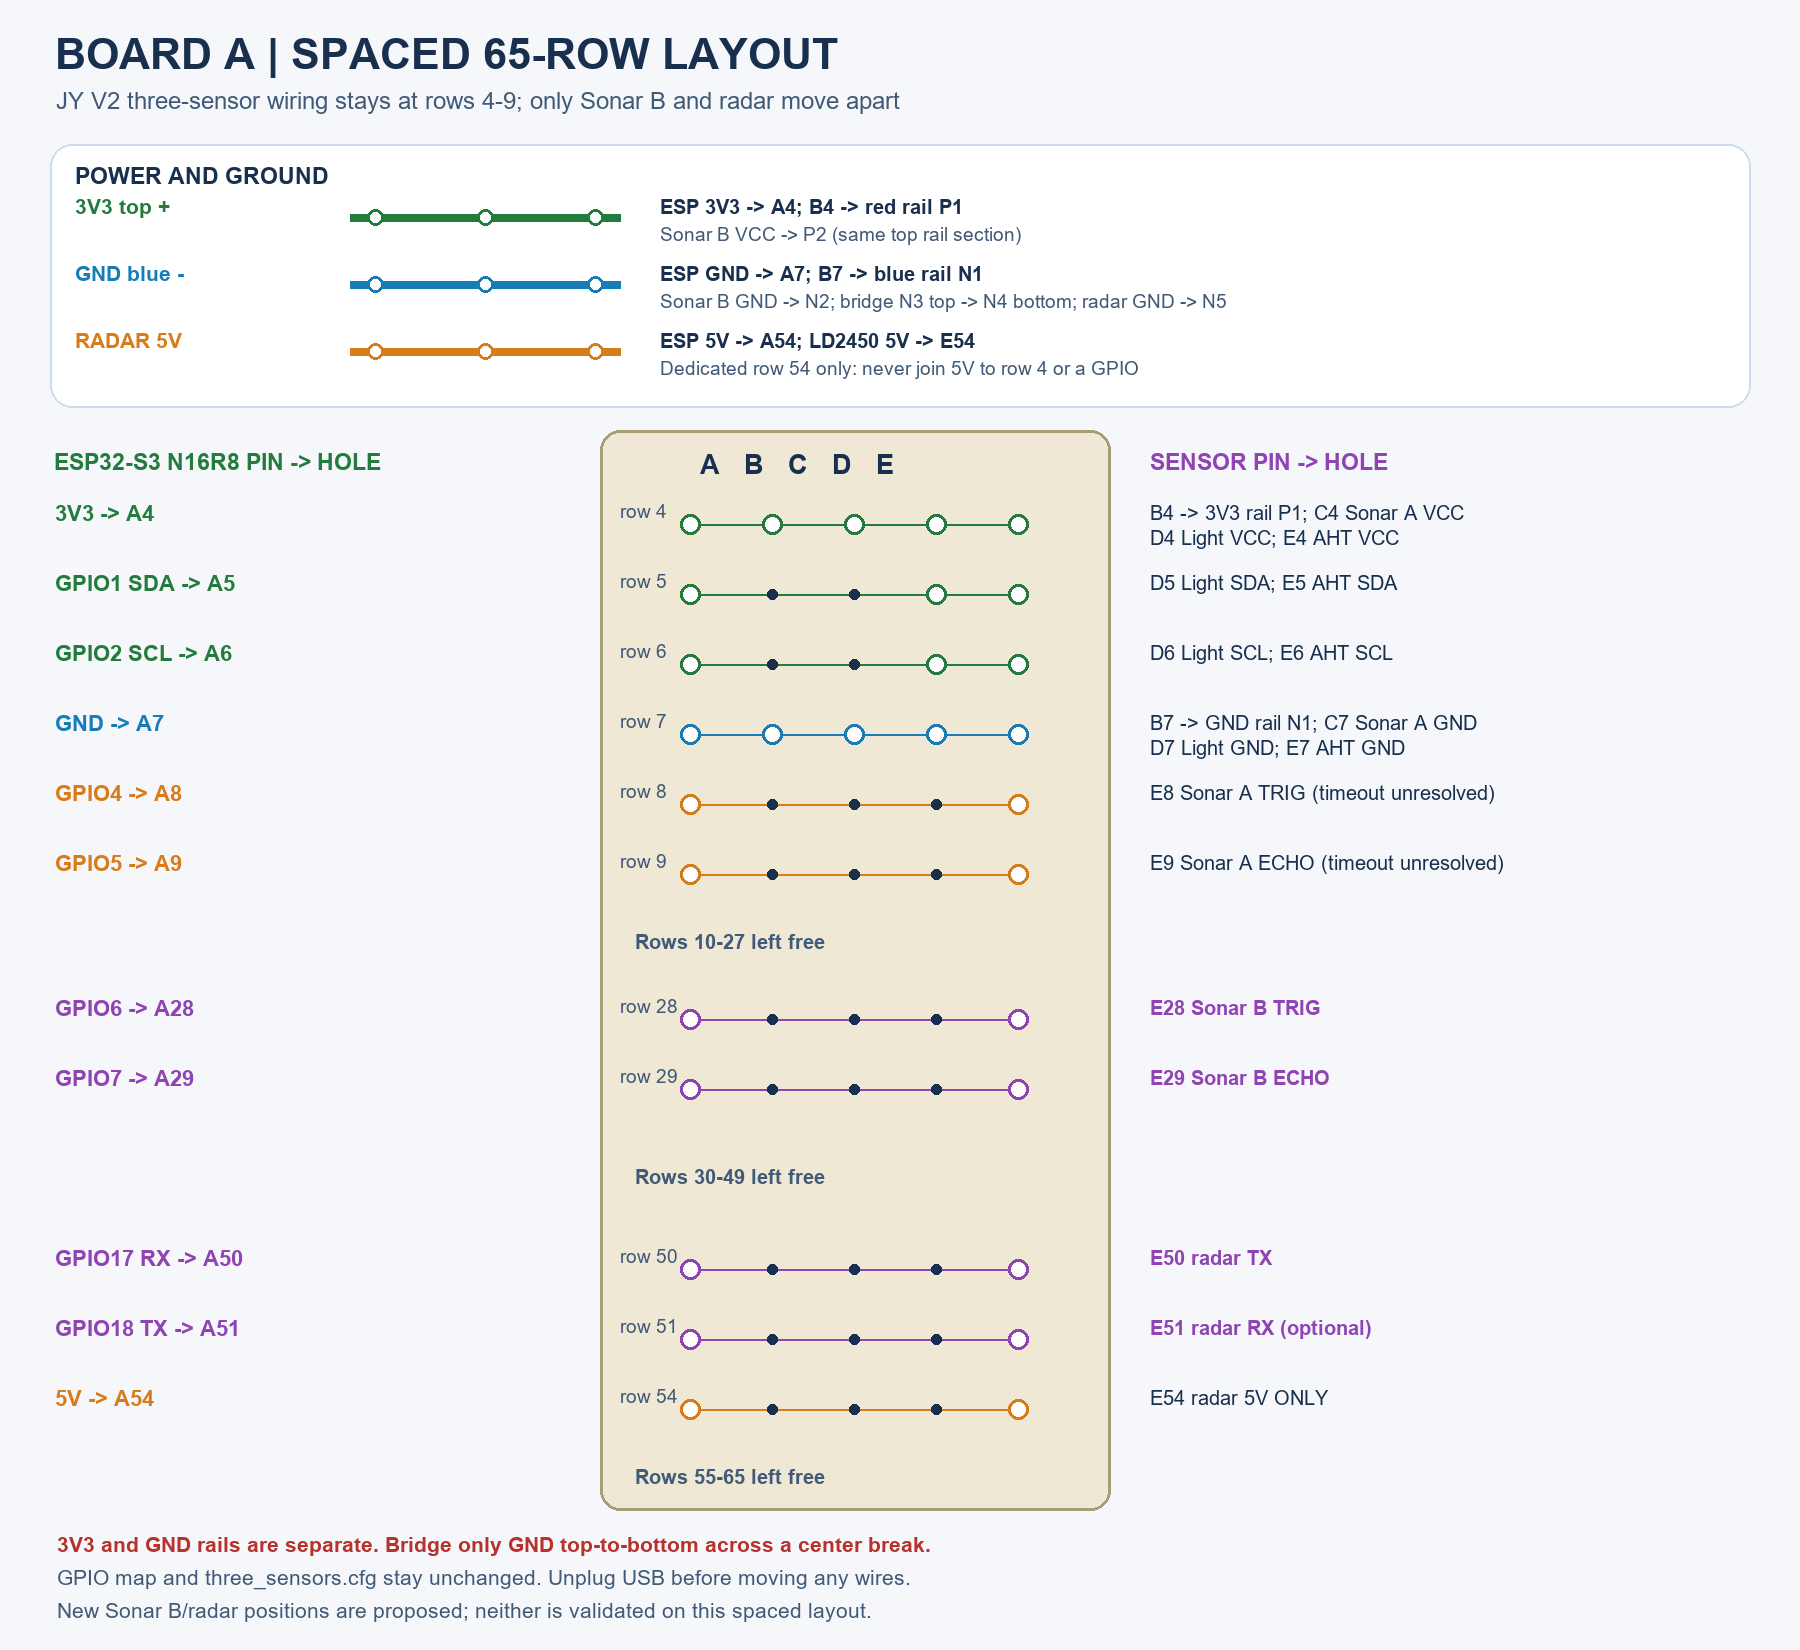 BOARD A | SPACED 65-ROW LAYOUT
JY V2 three-sensor wiring stays at rows 4-9; only Sonar B and radar move apart
POWER AND GROUND
3V3 top +
ESP 3V3 -> A4; B4 -> red rail P1
Sonar B VCC -> P2 (same top rail section)
GND blue -
ESP GND -> A7; B7 -> blue rail N1
Sonar B GND -> N2; bridge N3 top -> N4 bottom; radar GND -> N5
RADAR 5V
ESP 5V -> A54; LD2450 5V -> E54
Dedicated row 54 only: never join 5V to row 4 or a GPIO
ESP32-S3 N16R8 PIN -> HOLE
A B C D E
SENSOR PIN -> HOLE
3V3 -> A4
row 4
B4 -> 3V3 rail P1; C4 Sonar A VCC
D4 Light VCC; E4 AHT VCC
GPIO1 SDA -> A5
row 5
D5 Light SDA; E5 AHT SDA
GPIO2 SCL -> A6
row 6
D6 Light SCL; E6 AHT SCL
GND -> A7
row 7
B7 -> GND rail N1; C7 Sonar A GND
D7 Light GND; E7 AHT GND
GPIO4 -> A8
row 8
E8 Sonar A TRIG (timeout unresolved)
GPIO5 -> A9
row 9
E9 Sonar A ECHO (timeout unresolved)
Rows 10-27 left free
GPIO6 -> A28
row 28
E28 Sonar B TRIG
GPIO7 -> A29
row 29
E29 Sonar B ECHO
Rows 30-49 left free
GPIO17 RX -> A50
row 50
E50 radar TX
GPIO18 TX -> A51
row 51
E51 radar RX (optional)
5V -> A54
row 54
E54 radar 5V ONLY
Rows 55-65 left free
3V3 and GND rails are separate. Bridge only GND top-to-bottom across a center break.
GPIO map and three_sensors.cfg stay unchanged. Unplug USB before moving any wires.
New Sonar B/radar positions are proposed; neither is validated on this spaced layout.